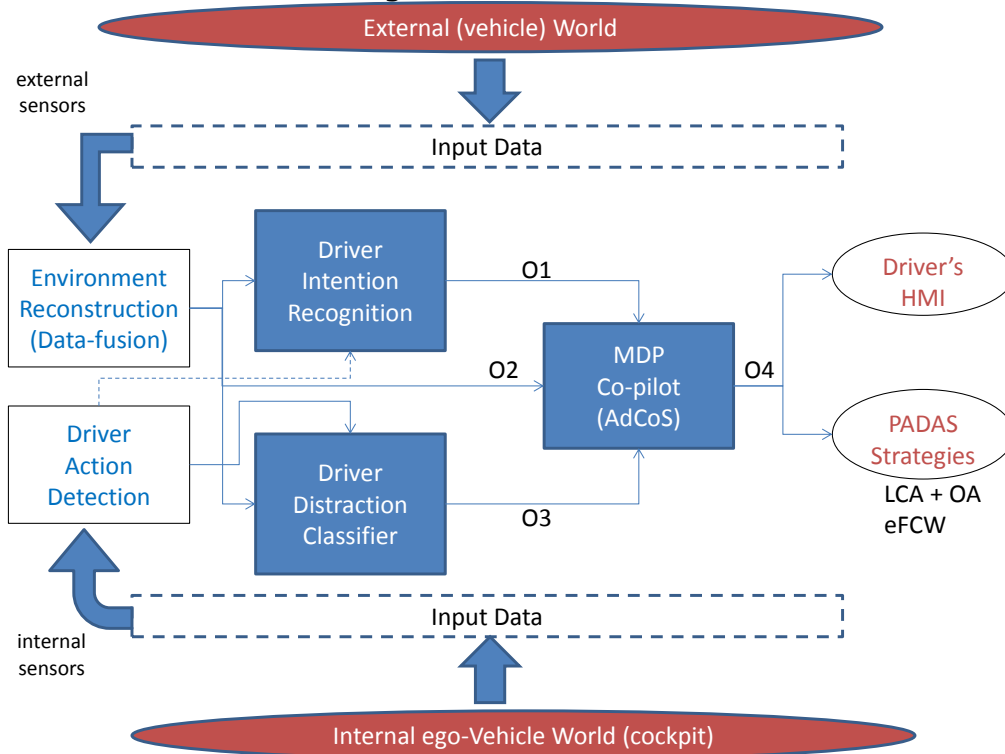 External (vehicle) World
external
sensors
Input Data
Environment
Reconstruction
(Data-fusion)
Driver
Intention
Recognition
O1
Driver's
HMI
O2
MDP
Co-pilot
(AdCoS)
O4
Driver
Action
Detection
Driver
Distraction
Classifier
O3
PADAS
Strategies
LCA + OA
eFCW
Input Data
internal
sensors
Internal ego-Vehicle World (cockpit)